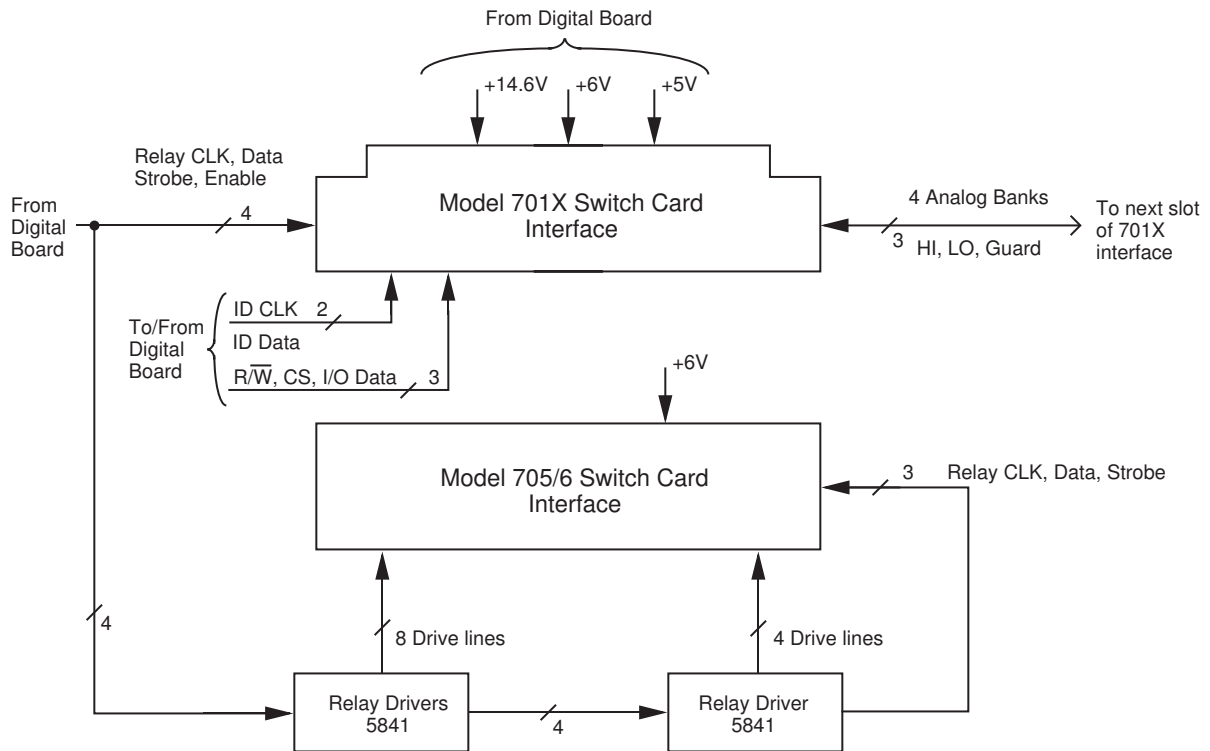 From Digital Board
+14.6V
+6V
+5V
Relay CLK, Data
Strobe, Enable
From
Digital
Board
4
Model 701X Switch Card
Interface
4 Analog Banks
3
HI, LO, Guard
To next slot
of 701X
interface
To/From
Digital
Board
ID CLK 2
ID Data
R/W̅, CS, I/O Data 3
+6V
Model 705/6 Switch Card
Interface
3 Relay CLK, Data, Strobe
4
8 Drive lines
4 Drive lines
Relay Drivers
5841
4
Relay Driver
5841